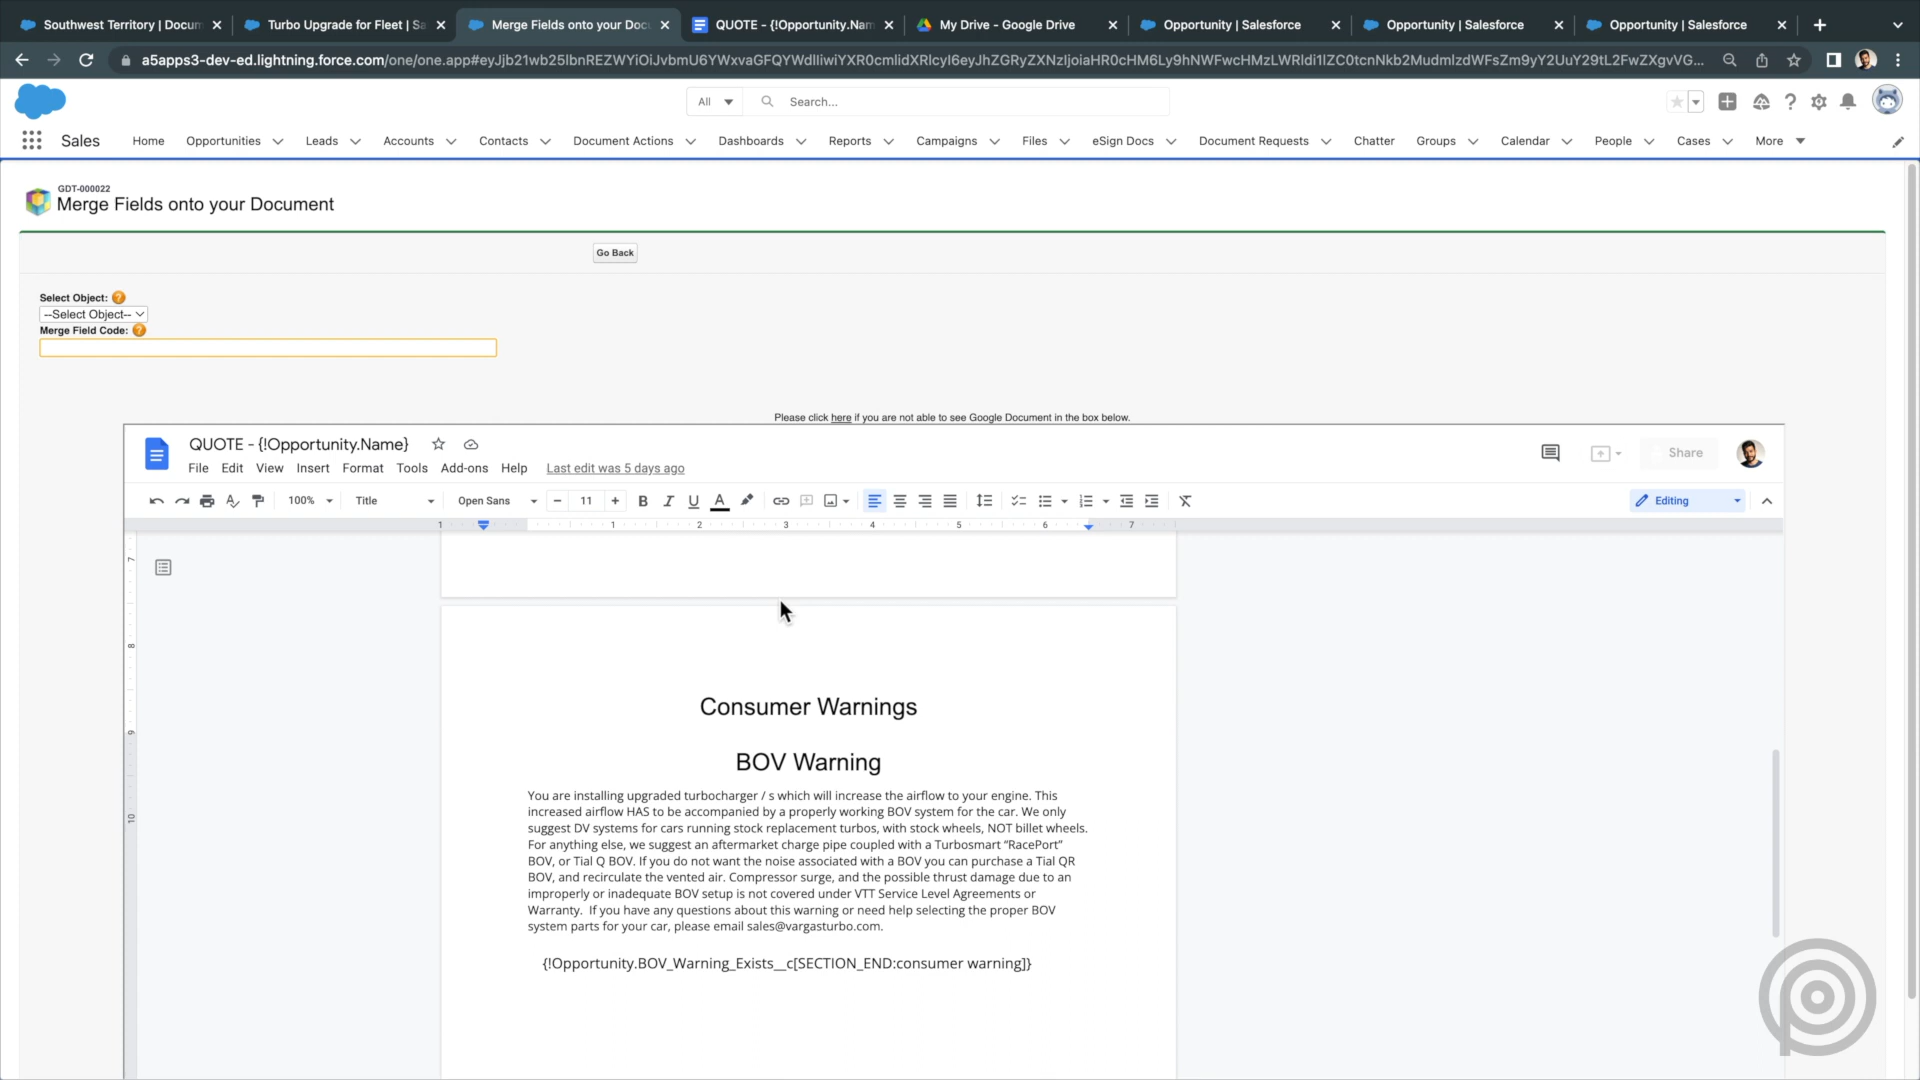 Southwest Territory | Docum
Turbo Upgrade for Fleet | Sa
Merge Fields onto your Docu
QUOTE - {!Opportunity.Nam
My Drive - Google Drive
Opportunity | Salesforce
Opportunity | Salesforce
Opportunity | Salesforce
All
Search...
Sales
Home
Opportunities
Leads
Accounts
Contacts
Document Actions
Dashboards
Reports
Campaigns
Files
eSign Docs
Document Requests
Chatter
Groups
Calendar
People
Cases
More
GDT-000022
Merge Fields onto your Document
Go Back
Select Object:
--Select Object--
Merge Field Code:
Please click here if you are not able to see Google Document in the box below.
QUOTE - {!Opportunity.Name}
File Edit View Insert Format Tools Add-ons Help Last edit was 5 days ago
Share
100% Title Open Sans 11 Editing
1 1 2 3 4 5 6 7
7
8
9
10
Consumer Warnings
BOV Warning
You are installing upgraded turbocharger / s which will increase the airflow to your engine. This
increased airflow HAS to be accompanied by a properly working BOV system for the car. We only
suggest DV systems for cars running stock replacement turbos, with stock wheels, NOT billet wheels.
For anything else, we suggest an aftermarket charge pipe coupled with a Turbosmart “RacePort”
BOV, or Tial Q BOV. If you do not want the noise associated with a BOV you can purchase a Tial QR
BOV, and recirculate the vented air. Compressor surge, and the possible thrust damage due to an
improperly or inadequate BOV setup is not covered under VTT Service Level Agreements or
Warranty.  If you have any questions about this warning or need help selecting the proper BOV
system parts for your car, please email sales@vargasturbo.com.
{!Opportunity.BOV_Warning_Exists__c[SECTION_END:consumer warning]}